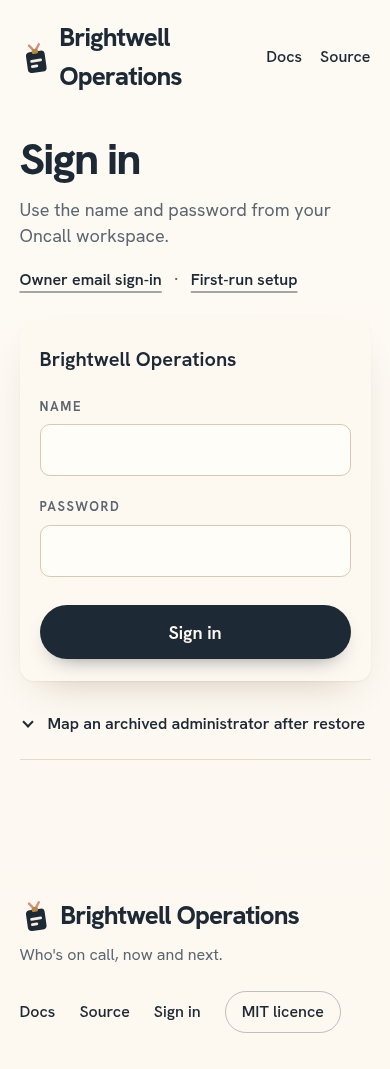 Brightwell
Operations
Docs Source
Sign in
Use the name and password from your
Oncall workspace.
Owner email sign-in · First-run setup
Brightwell Operations
NAME
PASSWORD
Sign in
Map an archived administrator after restore
Brightwell Operations
Who's on call, now and next.
Docs Source Sign in MIT licence